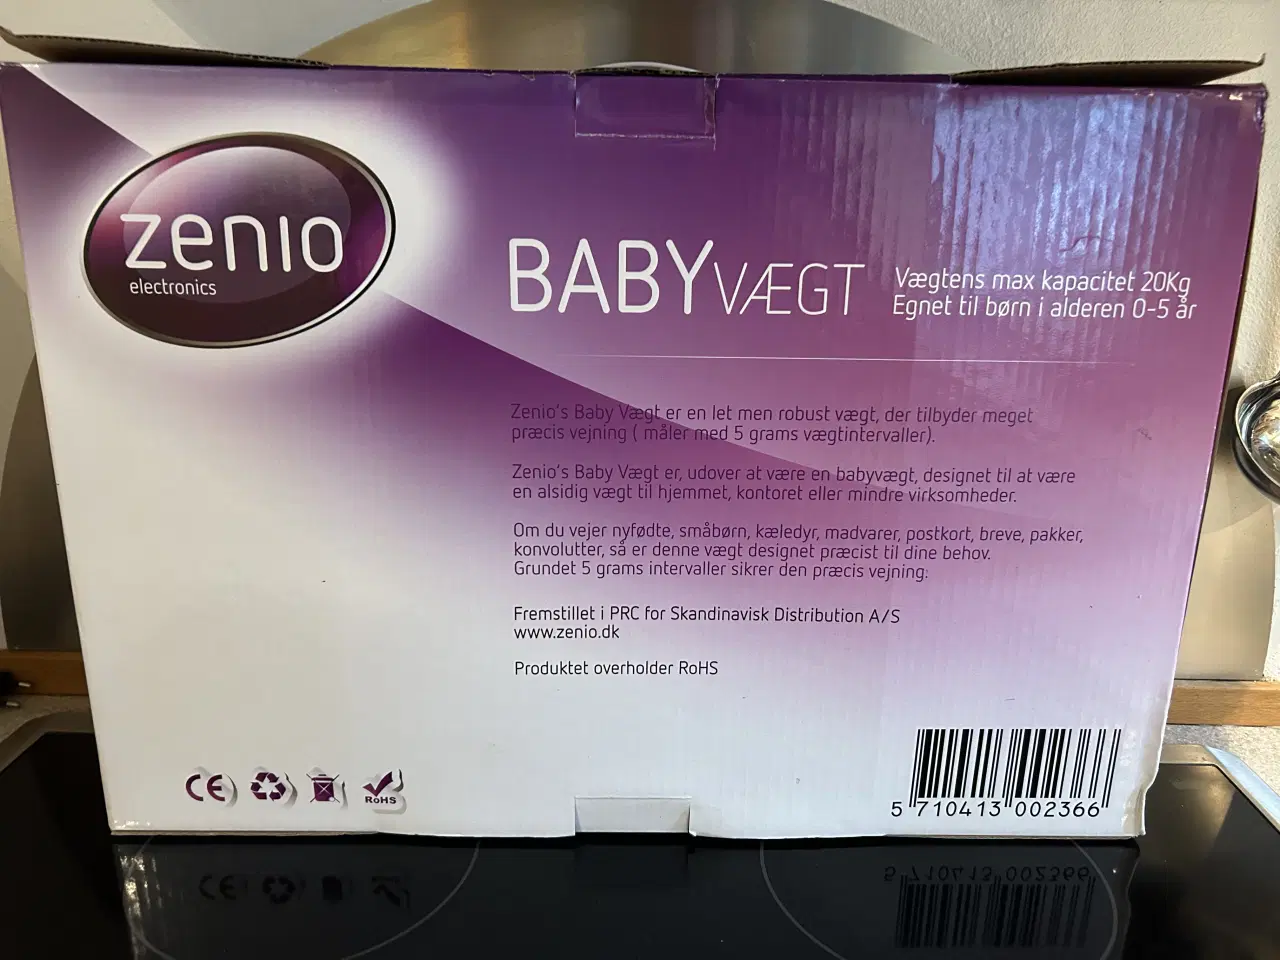 zenio
electronics
BABYVÆGT
Vægtens max kapacitet 20Kg
Egnet til børn i alderen 0-5 år
Zenio's Baby Vægt er en let men robust vægt, der tilbyder meget
præcis vejning ( måler med 5 grams vægtintervaller).
Zenio's Baby Vægt er, udover at være en babyvægt, designet til at være
en alsidig vægt til hjemmet, kontoret eller mindre virksomheder.
Om du vejer nyfødte, småbørn, kæledyr, madvarer, postkort, breve, pakker,
konvolutter, så er denne vægt designet præcist til dine behov.
Grundet 5 grams intervaller sikrer den præcis vejning:
Fremstillet i PRC for Skandinavisk Distribution A/S
www.zenio.dk
Produktet overholder RoHS
CE
RoHS
5 710413 002366